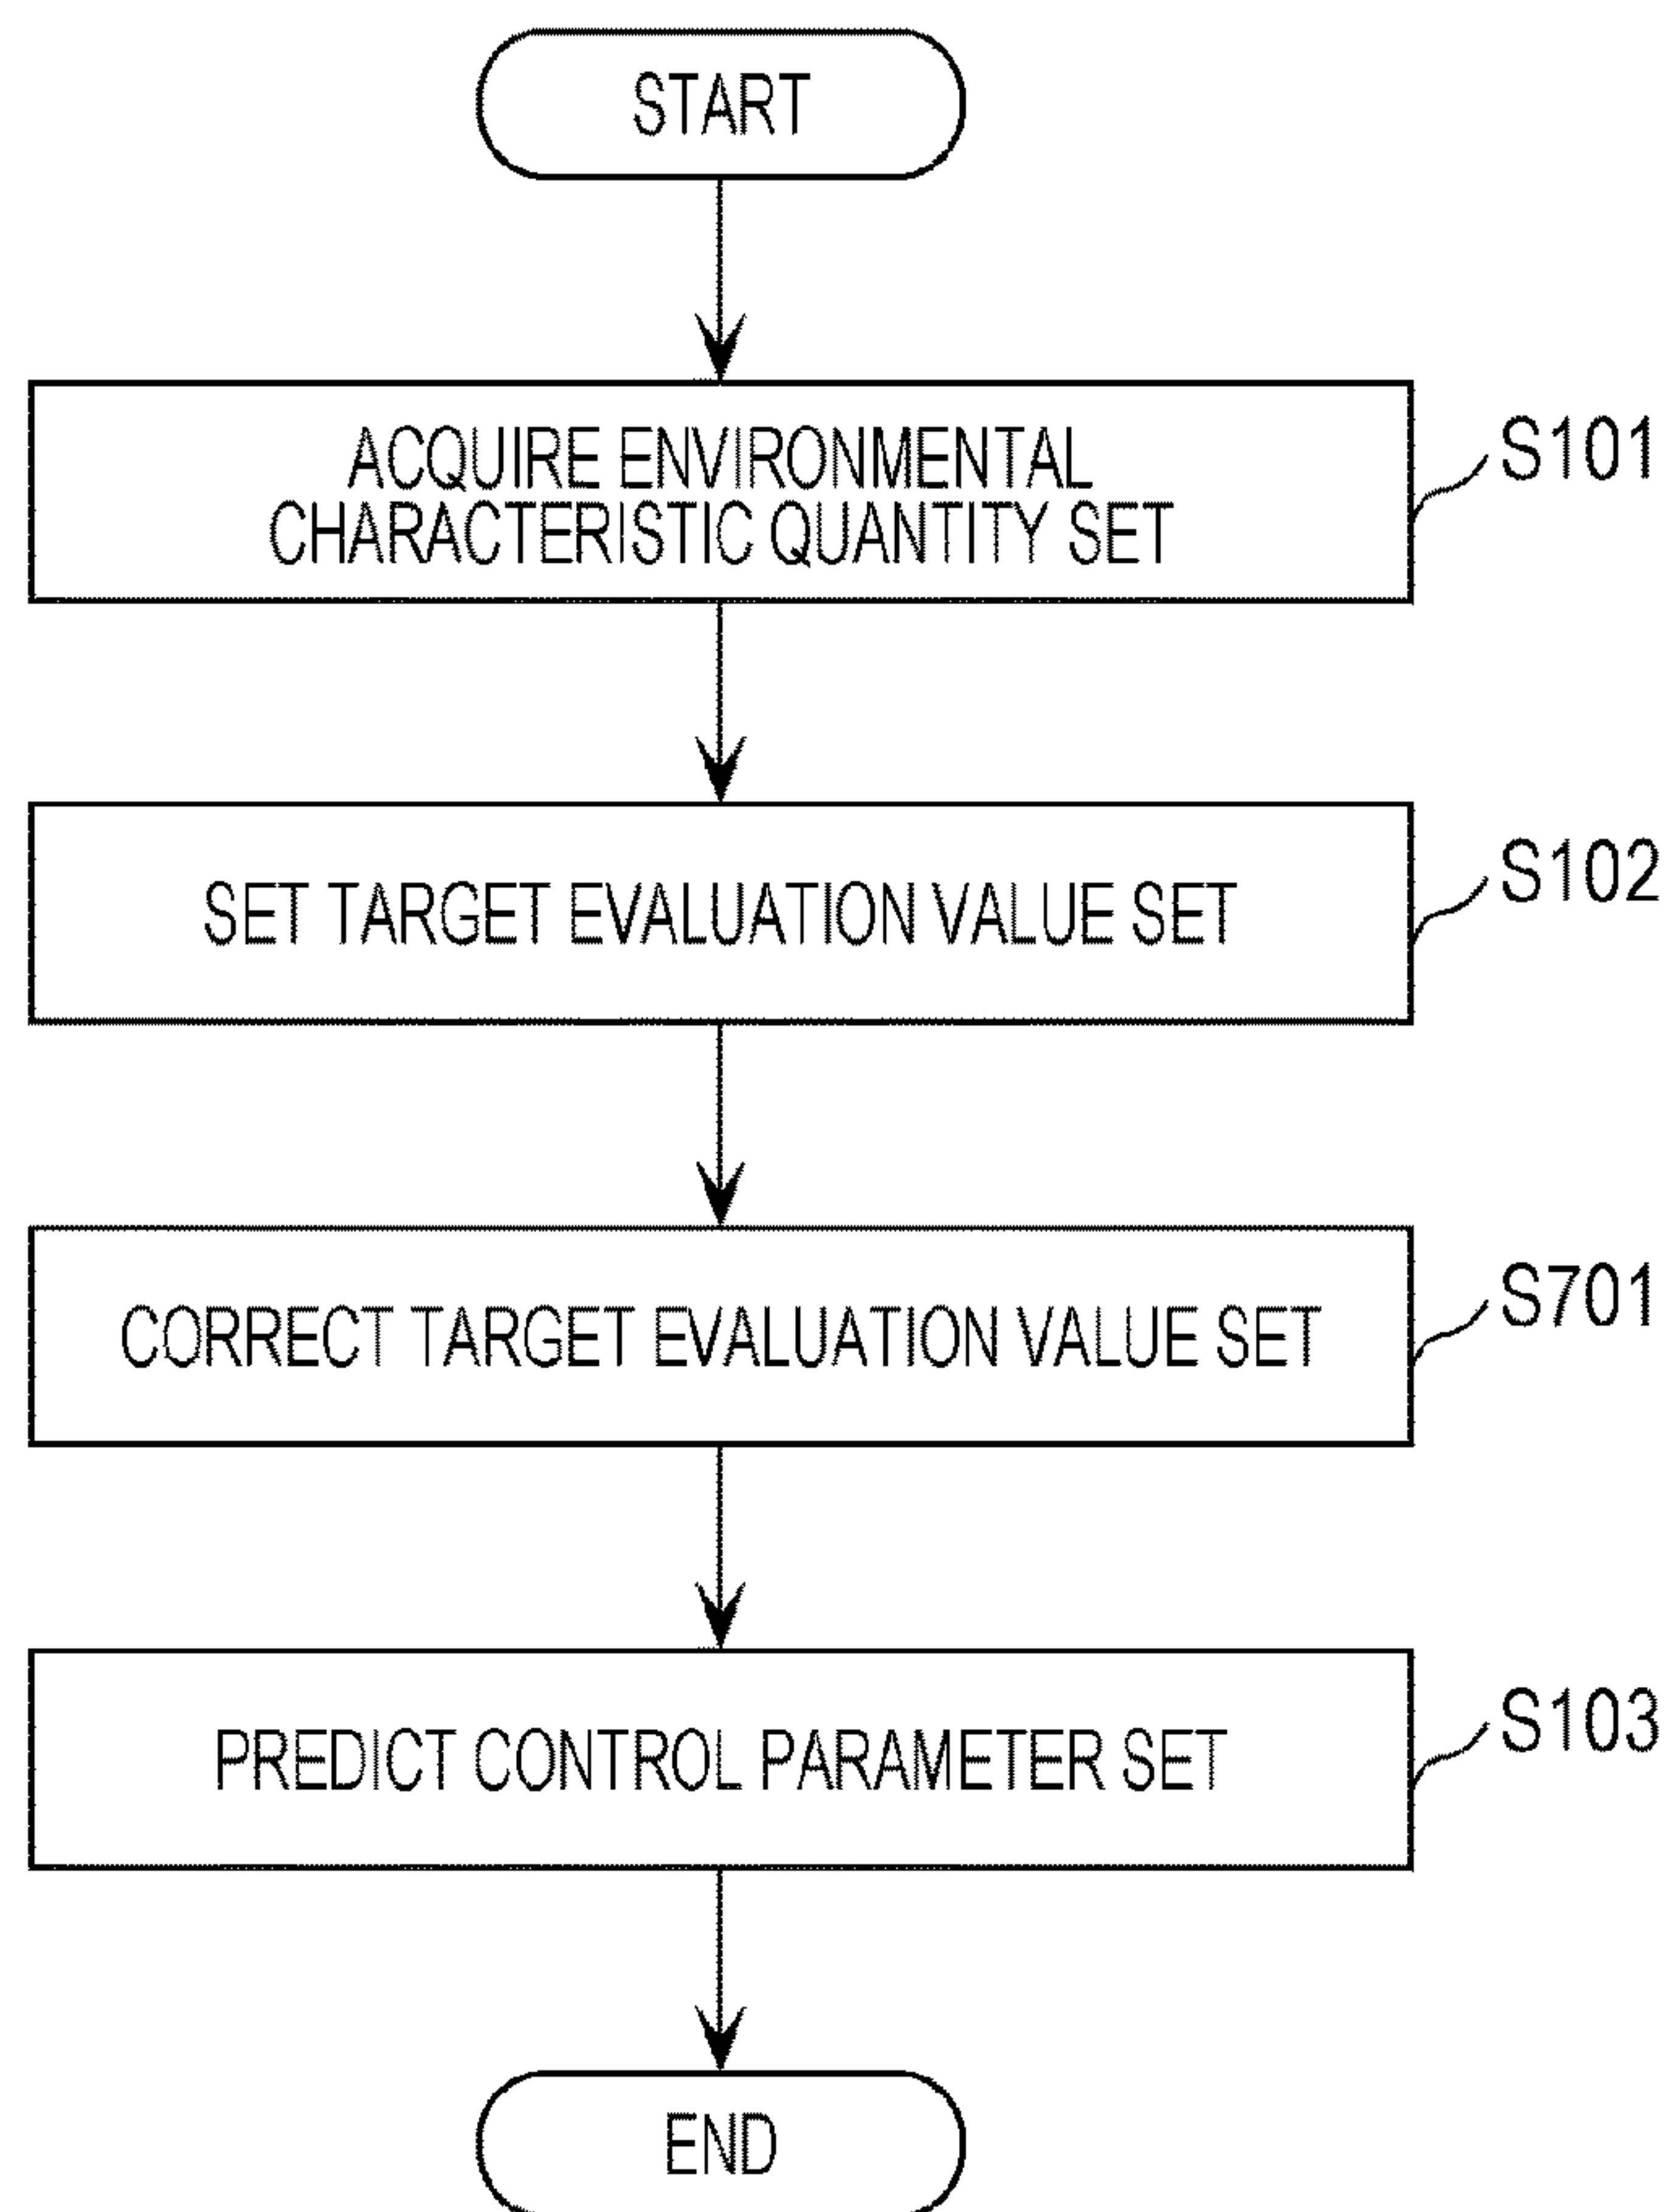 START
ACQUIRE ENVIRONMENTAL
CHARACTERISTIC QUANTITY SET
S101
SET TARGET EVALUATION VALUE SET
S102
CORRECT TARGET EVALUATION VALUE SET
S701
PREDICT CONTROL PARAMETER SET
S103
END